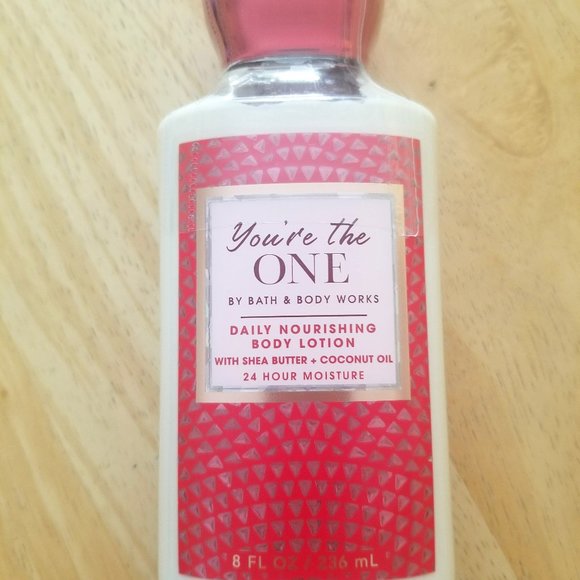 You're the
ONE
BY BATH & BODY WORKS
DAILY NOURISHING
BODY LOTION
WITH SHEA BUTTER + COCONUT OIL
24 HOUR MOISTURE
8 FL OZ / 236 mL